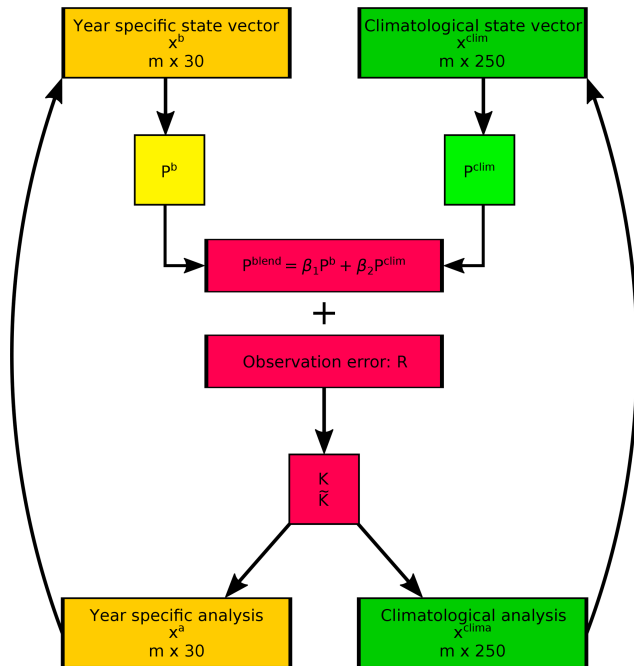 Year specific state vector
x^b
m x 30
Climatological state vector
x^clim
m x 250
P^b
P^clim
P^blend = β₁P^b + β₂P^clim
+
Observation error: R
K
K̃
Year specific analysis
x^a
m x 30
Climatological analysis
x^clima
m x 250